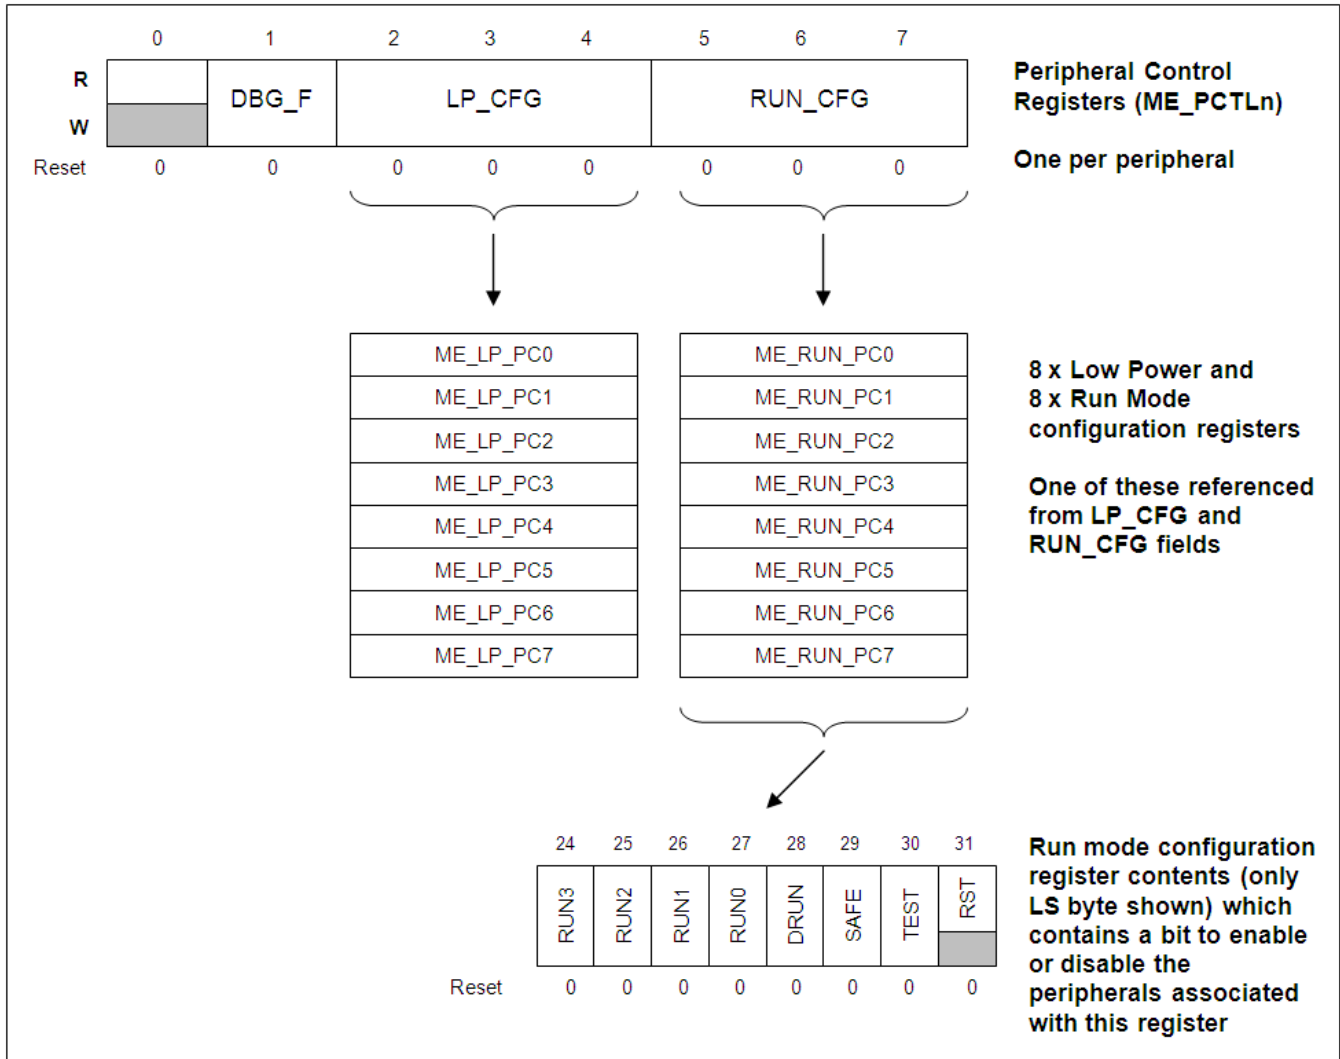 0 1 2 3 4 5 6 7
R
W
DBG_F LP_CFG RUN_CFG
Reset 0 0 0 0 0 0 0 0
Peripheral Control
Registers (ME_PCTLn)
One per peripheral
ME_LP_PC0 ME_RUN_PC0
ME_LP_PC1 ME_RUN_PC1
ME_LP_PC2 ME_RUN_PC2
ME_LP_PC3 ME_RUN_PC3
ME_LP_PC4 ME_RUN_PC4
ME_LP_PC5 ME_RUN_PC5
ME_LP_PC6 ME_RUN_PC6
ME_LP_PC7 ME_RUN_PC7
8 x Low Power and
8 x Run Mode
configuration registers
One of these referenced
from LP_CFG and
RUN_CFG fields
24 25 26 27 28 29 30 31
RUN3 RUN2 RUN1 RUN0 DRUN SAFE TEST RST
Reset 0 0 0 0 0 0 0 0
Run mode configuration
register contents (only
LS byte shown) which
contains a bit to enable
or disable the
peripherals associated
with this register